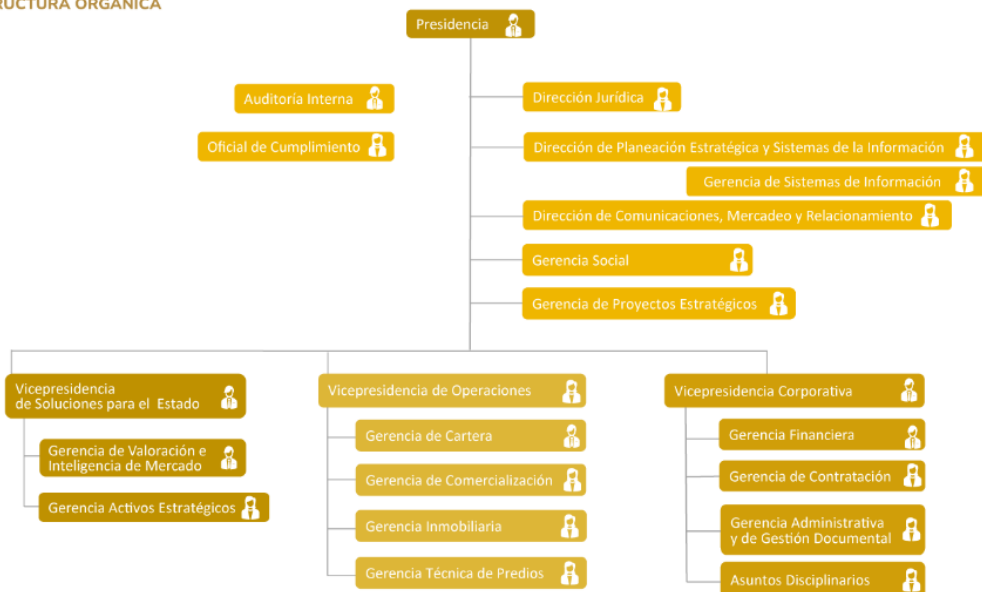 RUCTURA ORGÁNICA
Presidencia
Auditoría Interna
Oficial de Cumplimiento
Dirección Jurídica
Dirección de Planeación Estratégica y Sistemas de la Información
Gerencia de Sistemas de Información
Dirección de Comunicaciones, Mercadeo y Relacionamiento
Gerencia Social
Gerencia de Proyectos Estratégicos
Vicepresidencia
de Soluciones para el Estado
Gerencia de Valoración e
Inteligencia de Mercado
Gerencia Activos Estratégicos
Vicepresidencia de Operaciones
Gerencia de Cartera
Gerencia de Comercialización
Gerencia Inmobiliaria
Gerencia Técnica de Predios
Vicepresidencia Corporativa
Gerencia Financiera
Gerencia de Contratación
Gerencia Administrativa
y de Gestión Documental
Asuntos Disciplinarios